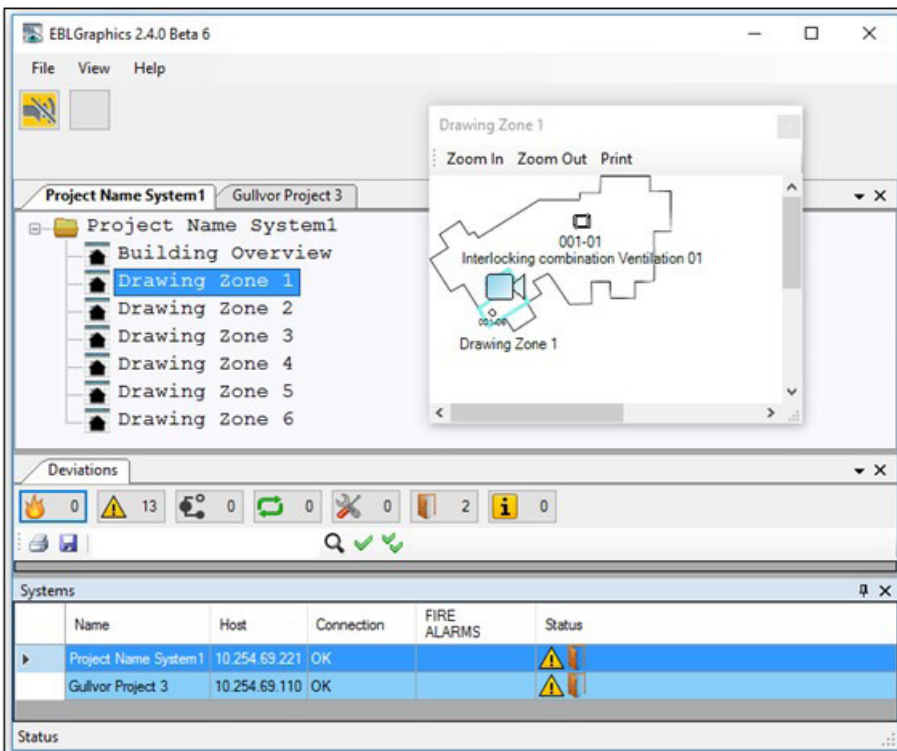 EBLGraphics 2.4.0 Beta 6
File View Help
Drawing Zone 1
Zoom In Zoom Out Print
001-01
Interlocking combination Ventilation 01
Drawing Zone 1
Project Name System1 Gullvor Project 3
Project Name System1
Building Overview
Drawing Zone 1
Drawing Zone 2
Drawing Zone 3
Drawing Zone 4
Drawing Zone 5
Drawing Zone 6
Deviations
0 13 0 0 0 2 0
Systems
Name Host Connection FIRE ALARMS Status
Project Name System1 10.254.69.221 OK
Gullvor Project 3 10.254.69.110 OK
Status